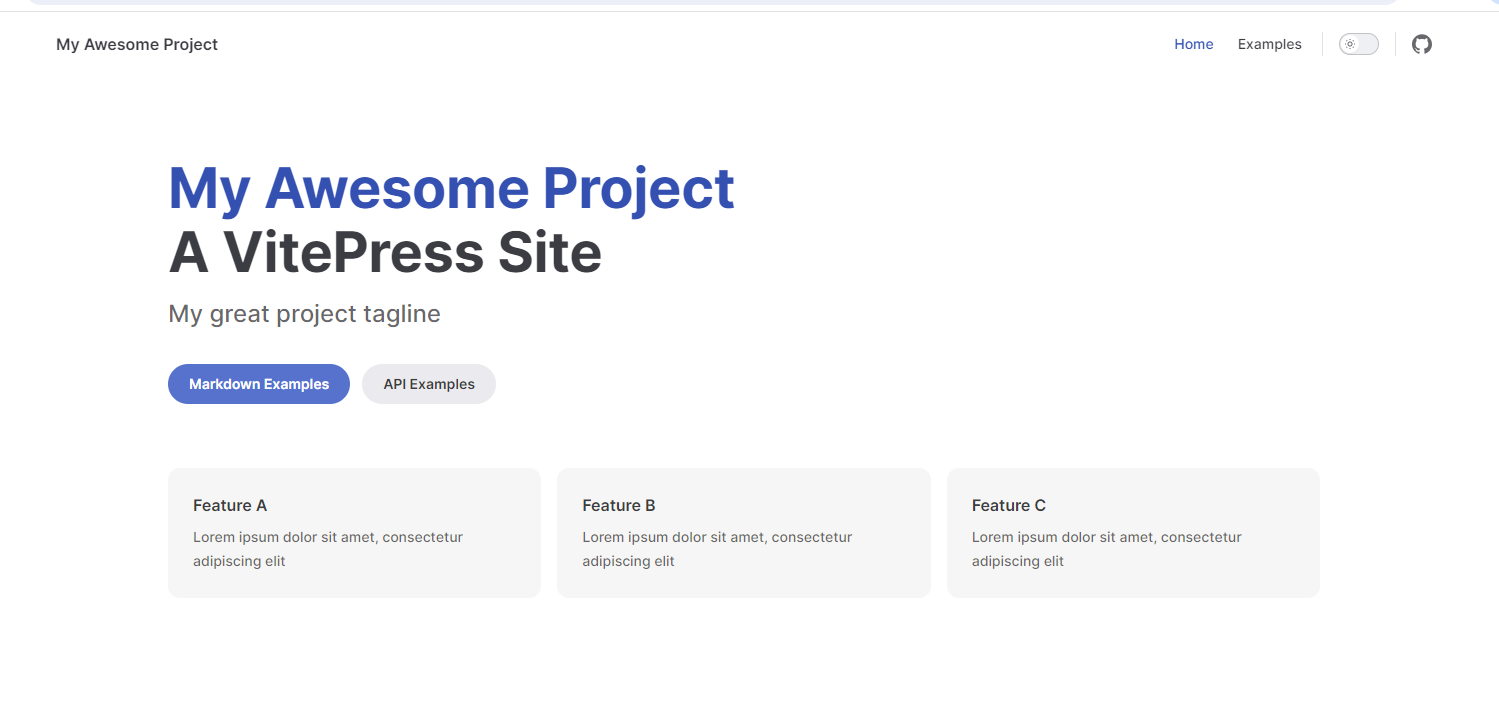 My Awesome Project
Home
Examples
My Awesome Project
A VitePress Site
My great project tagline
Markdown Examples
API Examples
Feature A
Lorem ipsum dolor sit amet, consectetur
adipiscing elit
Feature B
Lorem ipsum dolor sit amet, consectetur
adipiscing elit
Feature C
Lorem ipsum dolor sit amet, consectetur
adipiscing elit